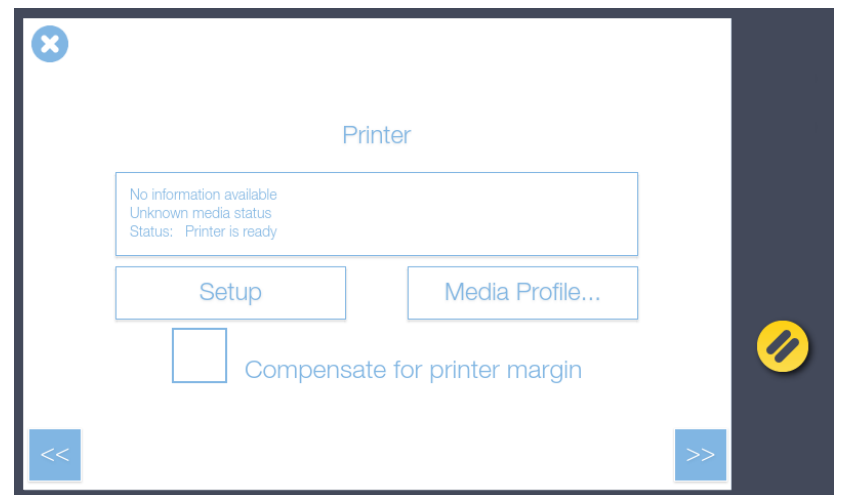 Printer
No information available
Unknown media status
Status: Printer is ready
Setup
Media Profile...
Compensate for printer margin
<<
>>